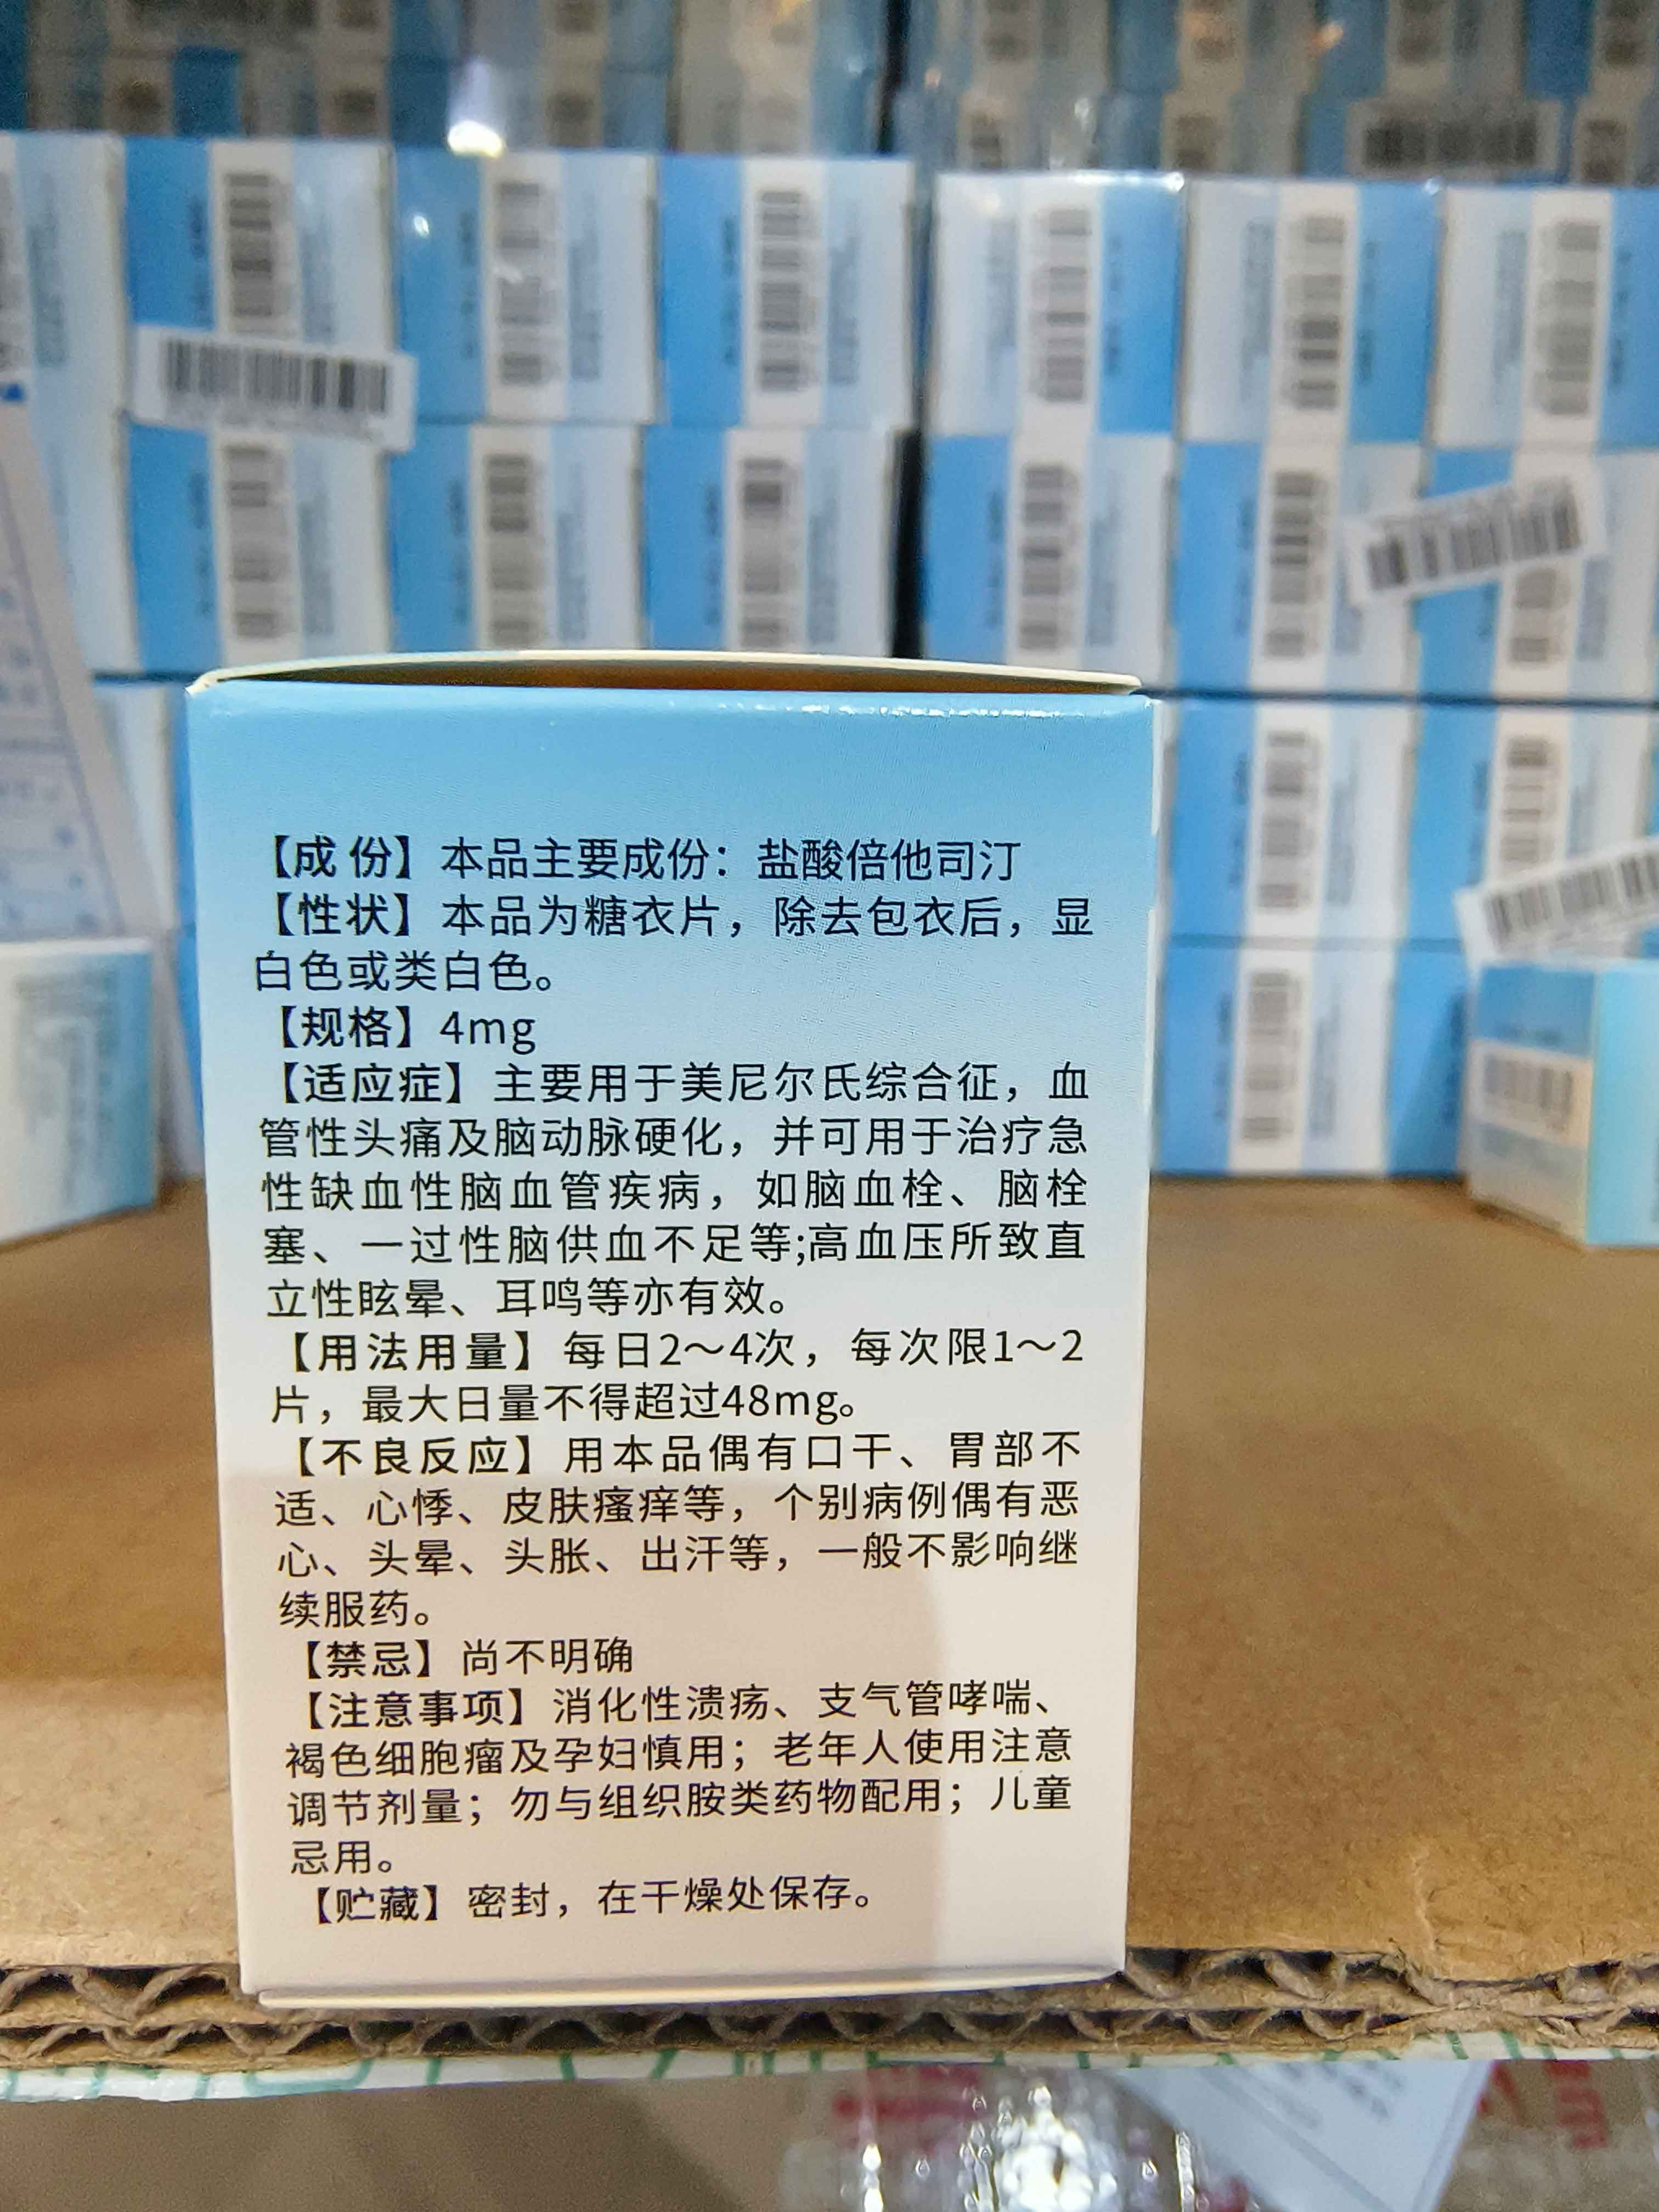 【成 份】本品主要成份：盐酸倍他司汀
【性状】本品为糖衣片，除去包衣后，显
白色或类白色。
【规格】4mg
【适应症】主要用于美尼尔氏综合征，血
管性头痛及脑动脉硬化，并可用于治疗急
性缺血性脑血管疾病，如脑血栓、脑栓
塞、一过性脑供血不足等;高血压所致直
立性眩晕、耳鸣等亦有效。
【用法用量】每日2～4次，每次限1～2
片，最大日量不得超过48mg。
【不良反应】用本品偶有口干、胃部不
适、心悸、皮肤瘙痒等，个别病例偶有恶
心、头晕、头胀、出汗等，一般不影响继
续服药。
【禁忌】尚不明确
【注意事项】消化性溃疡、支气管哮喘、
褐色细胞瘤及孕妇慎用；老年人使用注意
调节剂量；勿与组织胺类药物配用；儿童
忌用。
【贮藏】密封，在干燥处保存。